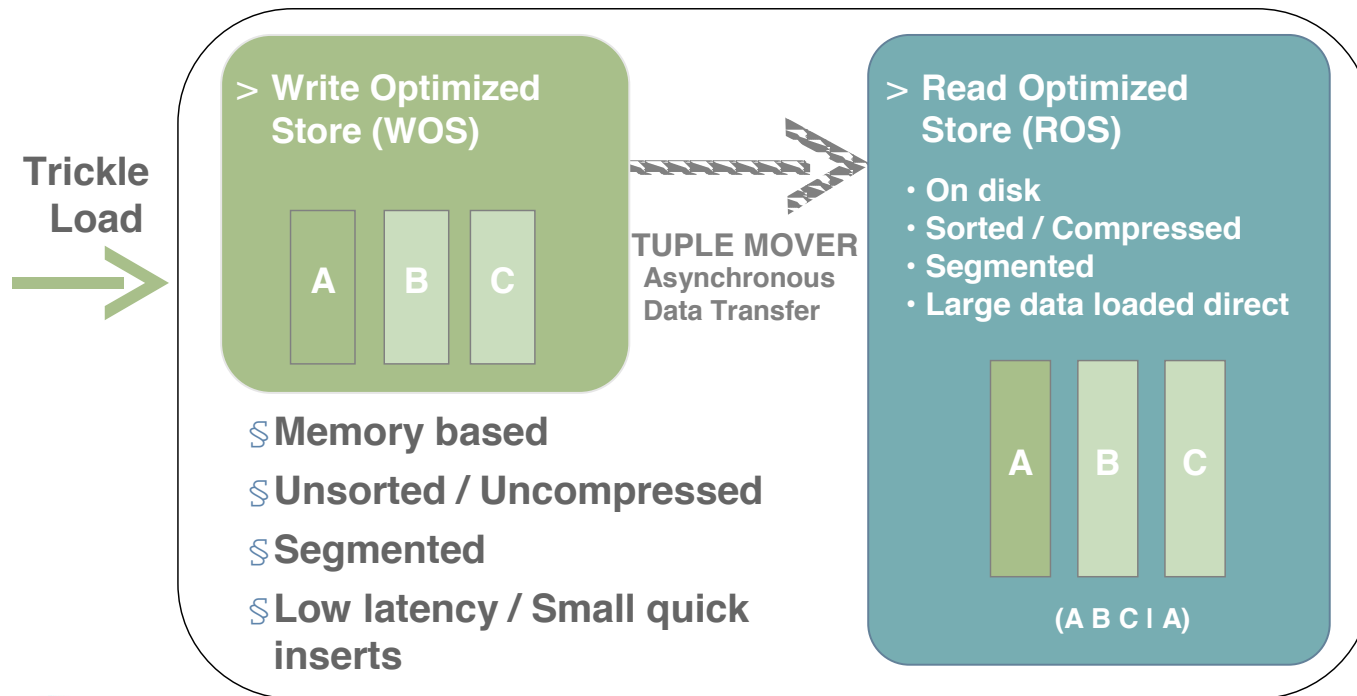 Trickle
Load
> Write Optimized
Store (WOS)
A B C
§ Memory based
§ Unsorted / Uncompressed
§ Segmented
§ Low latency / Small quick
inserts
TUPLE MOVER
Asynchronous
Data Transfer
> Read Optimized
Store (ROS)
• On disk
• Sorted / Compressed
• Segmented
• Large data loaded direct
A B C
(A B C | A)